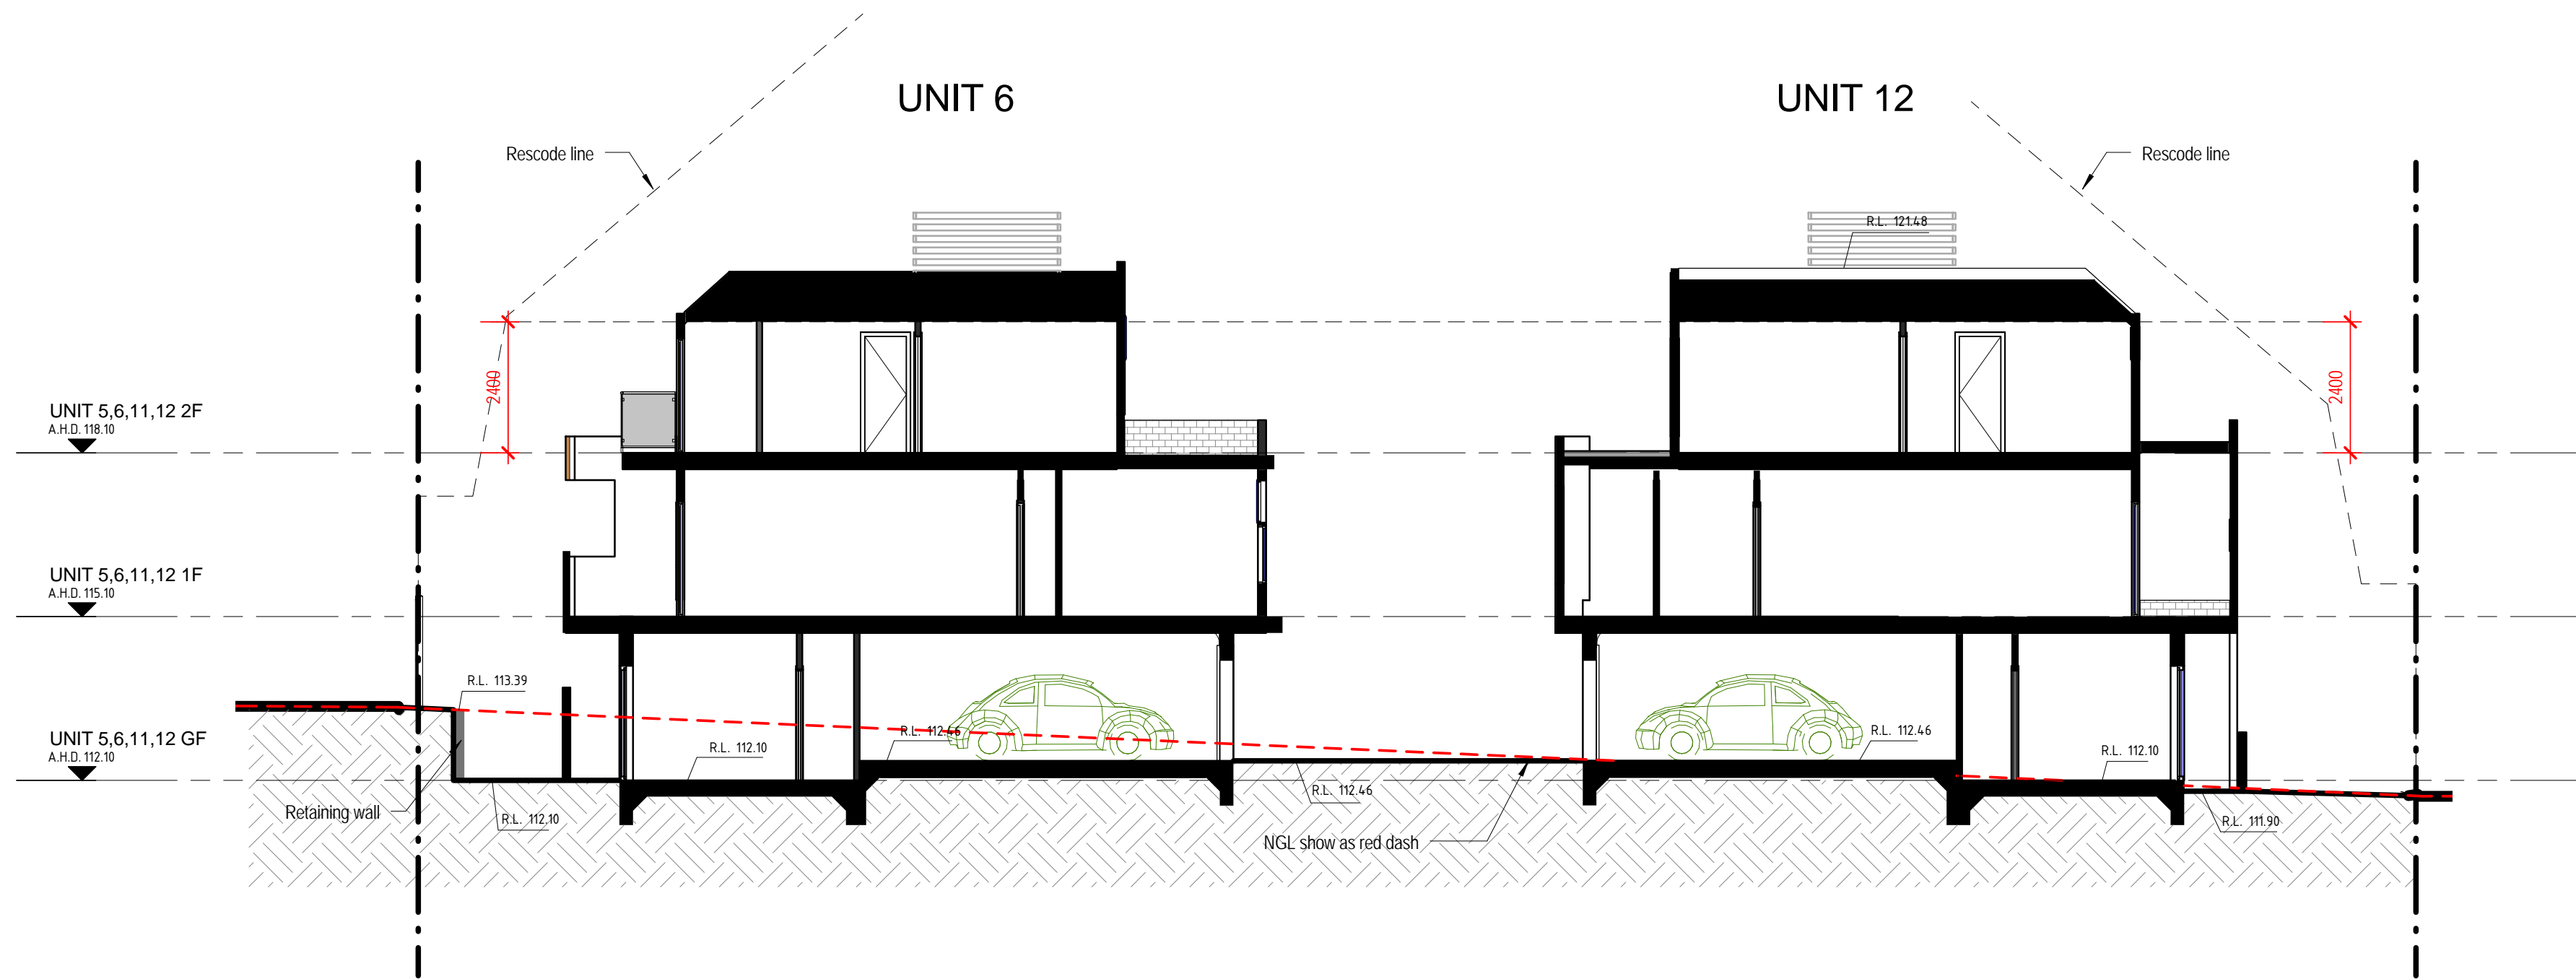 UNIT 6
UNIT 12
Rescode line
Rescode line
R.L. 121.48
2400
2400
UNIT 5,6,11,12 2F
A.H.D. 118.10
UNIT 5,6,11,12 1F
A.H.D. 115.10
R.L. 113.39
UNIT 5,6,11,12 GF
A.H.D. 112.10
R.L. 112.46
R.L. 112.46
R.L. 112.10
R.L. 112.10
R.L. 112.46
Retaining wall
R.L. 112.10
R.L. 111.90
NGL show as red dash